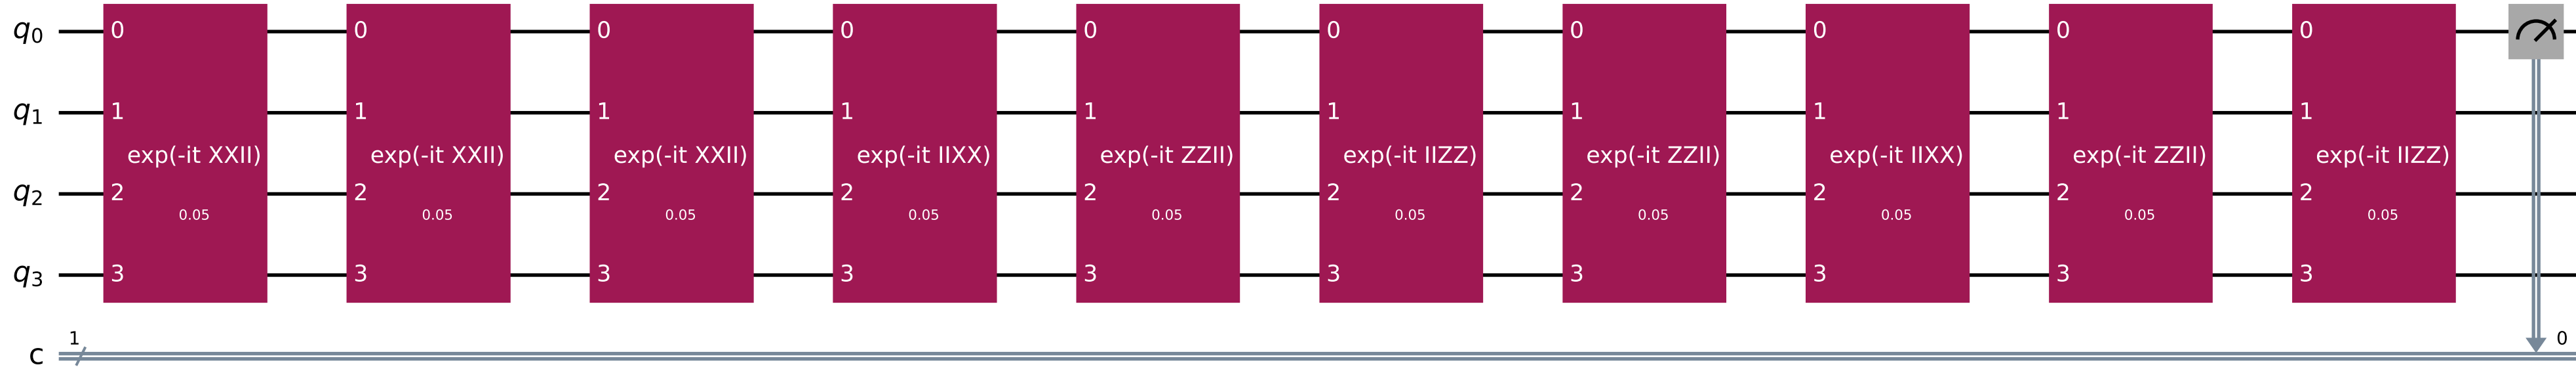 q0 0 0 0 0 0 0 0 0 0 0
q1 1 1 1 1 1 1 1 1 1 1
exp(-it XXII) exp(-it XXII) exp(-it XXII) exp(-it IIXX) exp(-it ZZII) exp(-it IIZZ) exp(-it ZZII) exp(-it IIXX) exp(-it ZZII) exp(-it IIZZ)
q2 2 2 2 2 2 2 2 2 2 2
0.05 0.05 0.05 0.05 0.05 0.05 0.05 0.05 0.05 0.05
q3 3 3 3 3 3 3 3 3 3 3
1 0
c